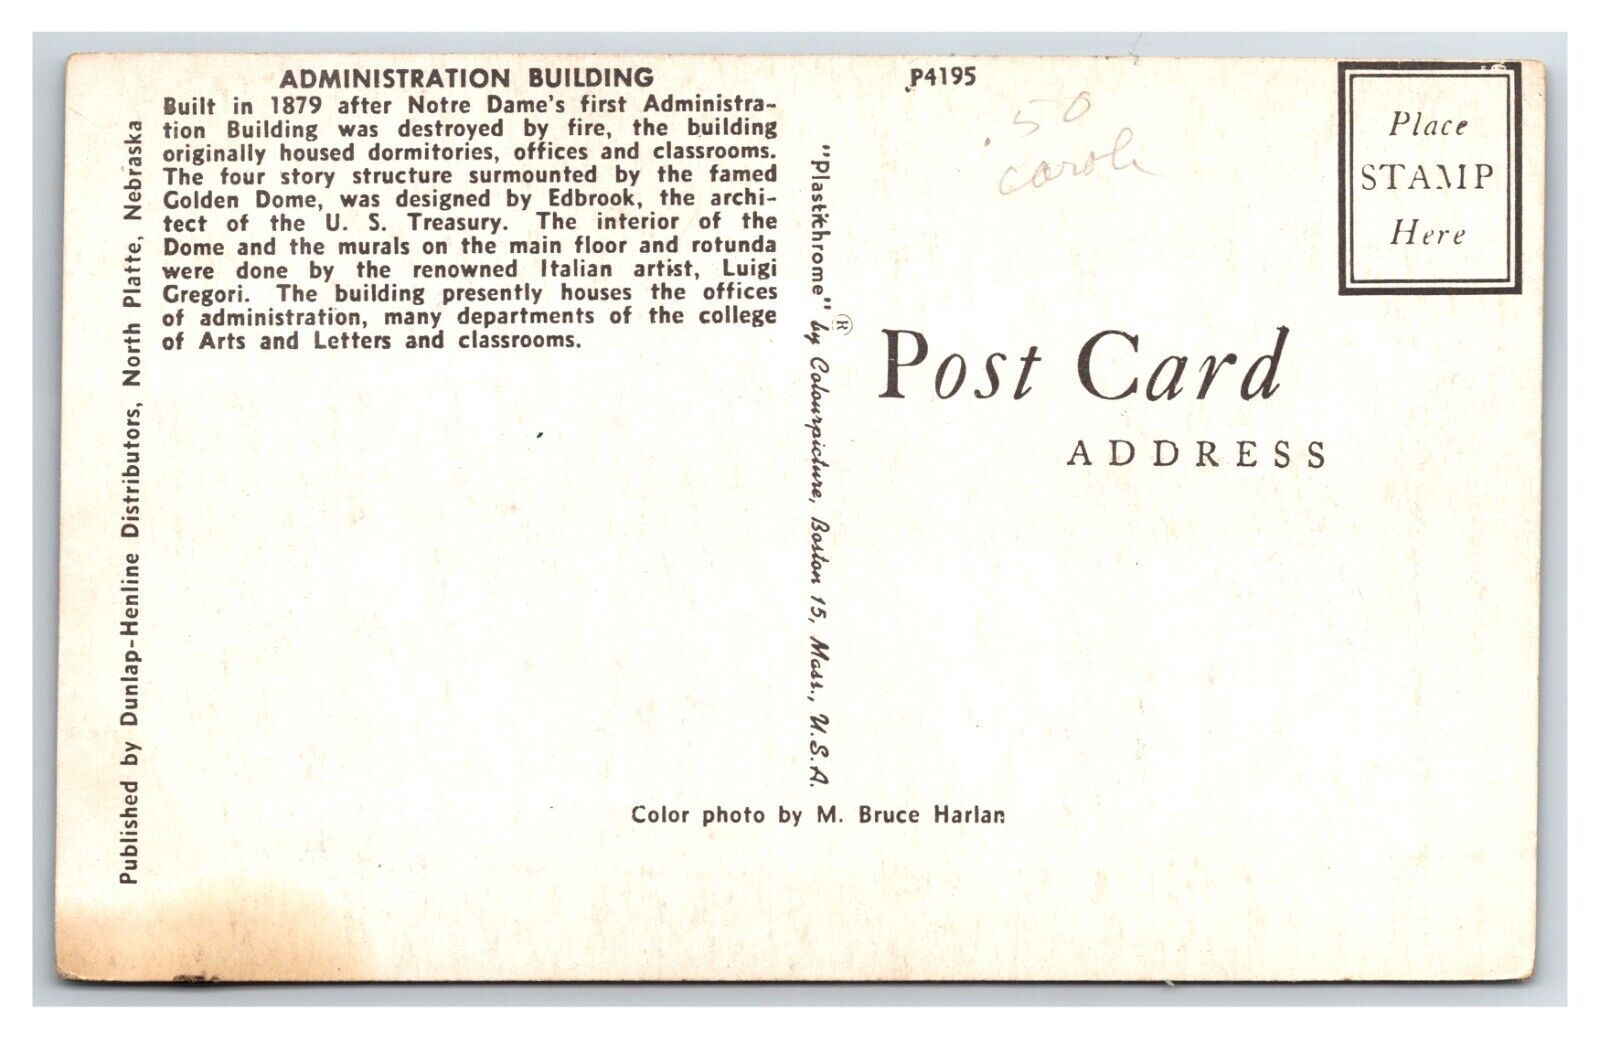 ADMINISTRATION BUILDING
Built in 1879 after Notre Dame's first Administra-
tion Building was destroyed by fire, the building
originally housed dormitories, offices and classrooms.
The four story structure surmounted by the famed
Golden Dome, was designed by Edbrook, the archi-
tect of the U. S. Treasury. The interior of the
Dome and the murals on the main floor and rotunda
were done by the renowned Italian artist, Luigi
Gregori. The building presently houses the offices
of administration, many departments of the college
of Arts and Letters and classrooms.
Published by Dunlap-Henline Distributors, North Platte, Nebraska
"Plastichrome"® by Colourpicture, Boston 15, Mass., U.S.A.
Color photo by M. Bruce Harlan
P4195
.50
Place
STAMP
Here
Post Card
ADDRESS